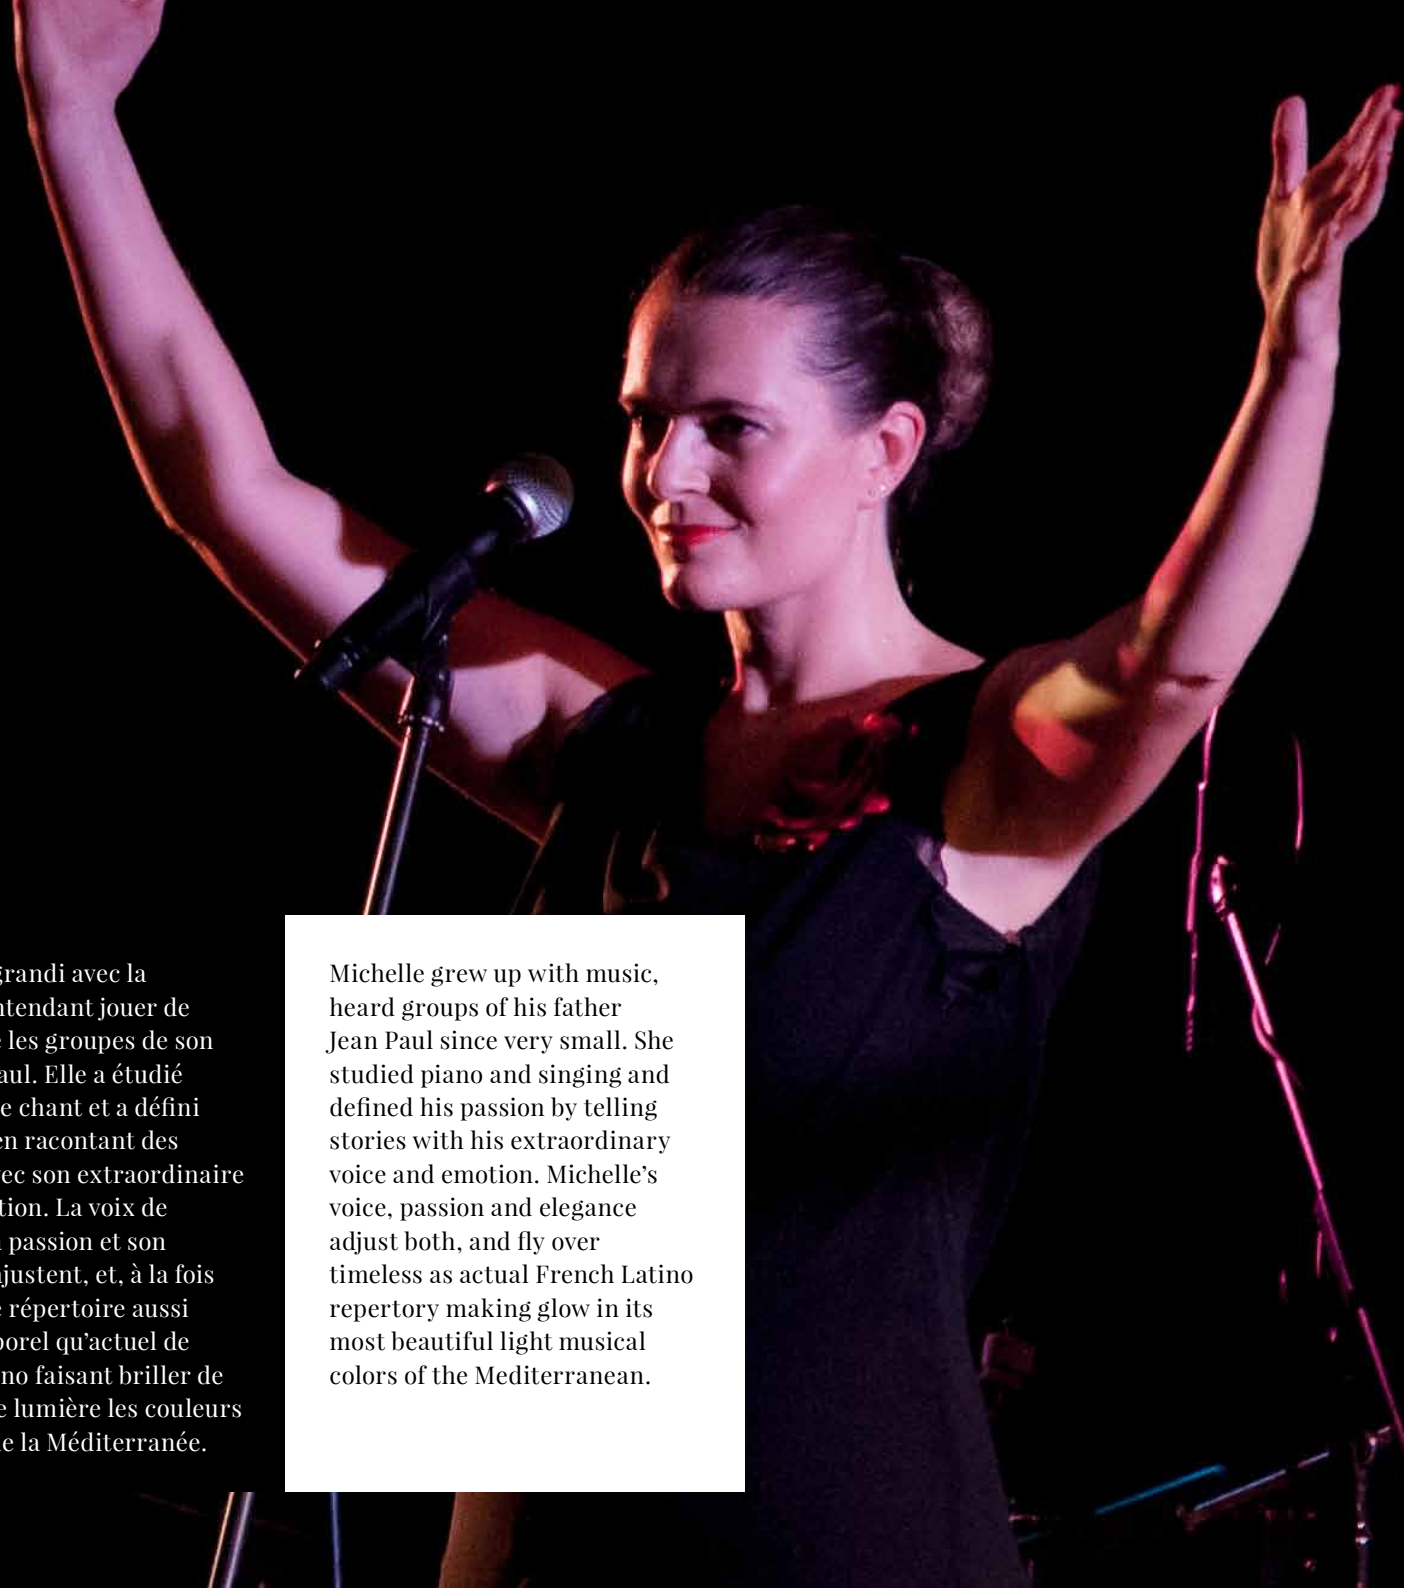 grandi avec la
jouer de
les groupes de son
Elle a étudié
chant et a défini
en racontant des
son extraordinaire
La voix de
passion et son
et, à la fois
répertoire aussi
qu’actuel de
faisant briller de
lumière les couleurs
la Méditerranée.
Michelle grew up with music,
heard groups of his father
Jean Paul since very small. She
studied piano and singing and
defined his passion by telling
stories with his extraordinary
voice and emotion. Michelle’s
voice, passion and elegance
adjust both, and fly over
timeless as actual French Latino
repertory making glow in its
most beautiful light musical
colors of the Mediterranean.